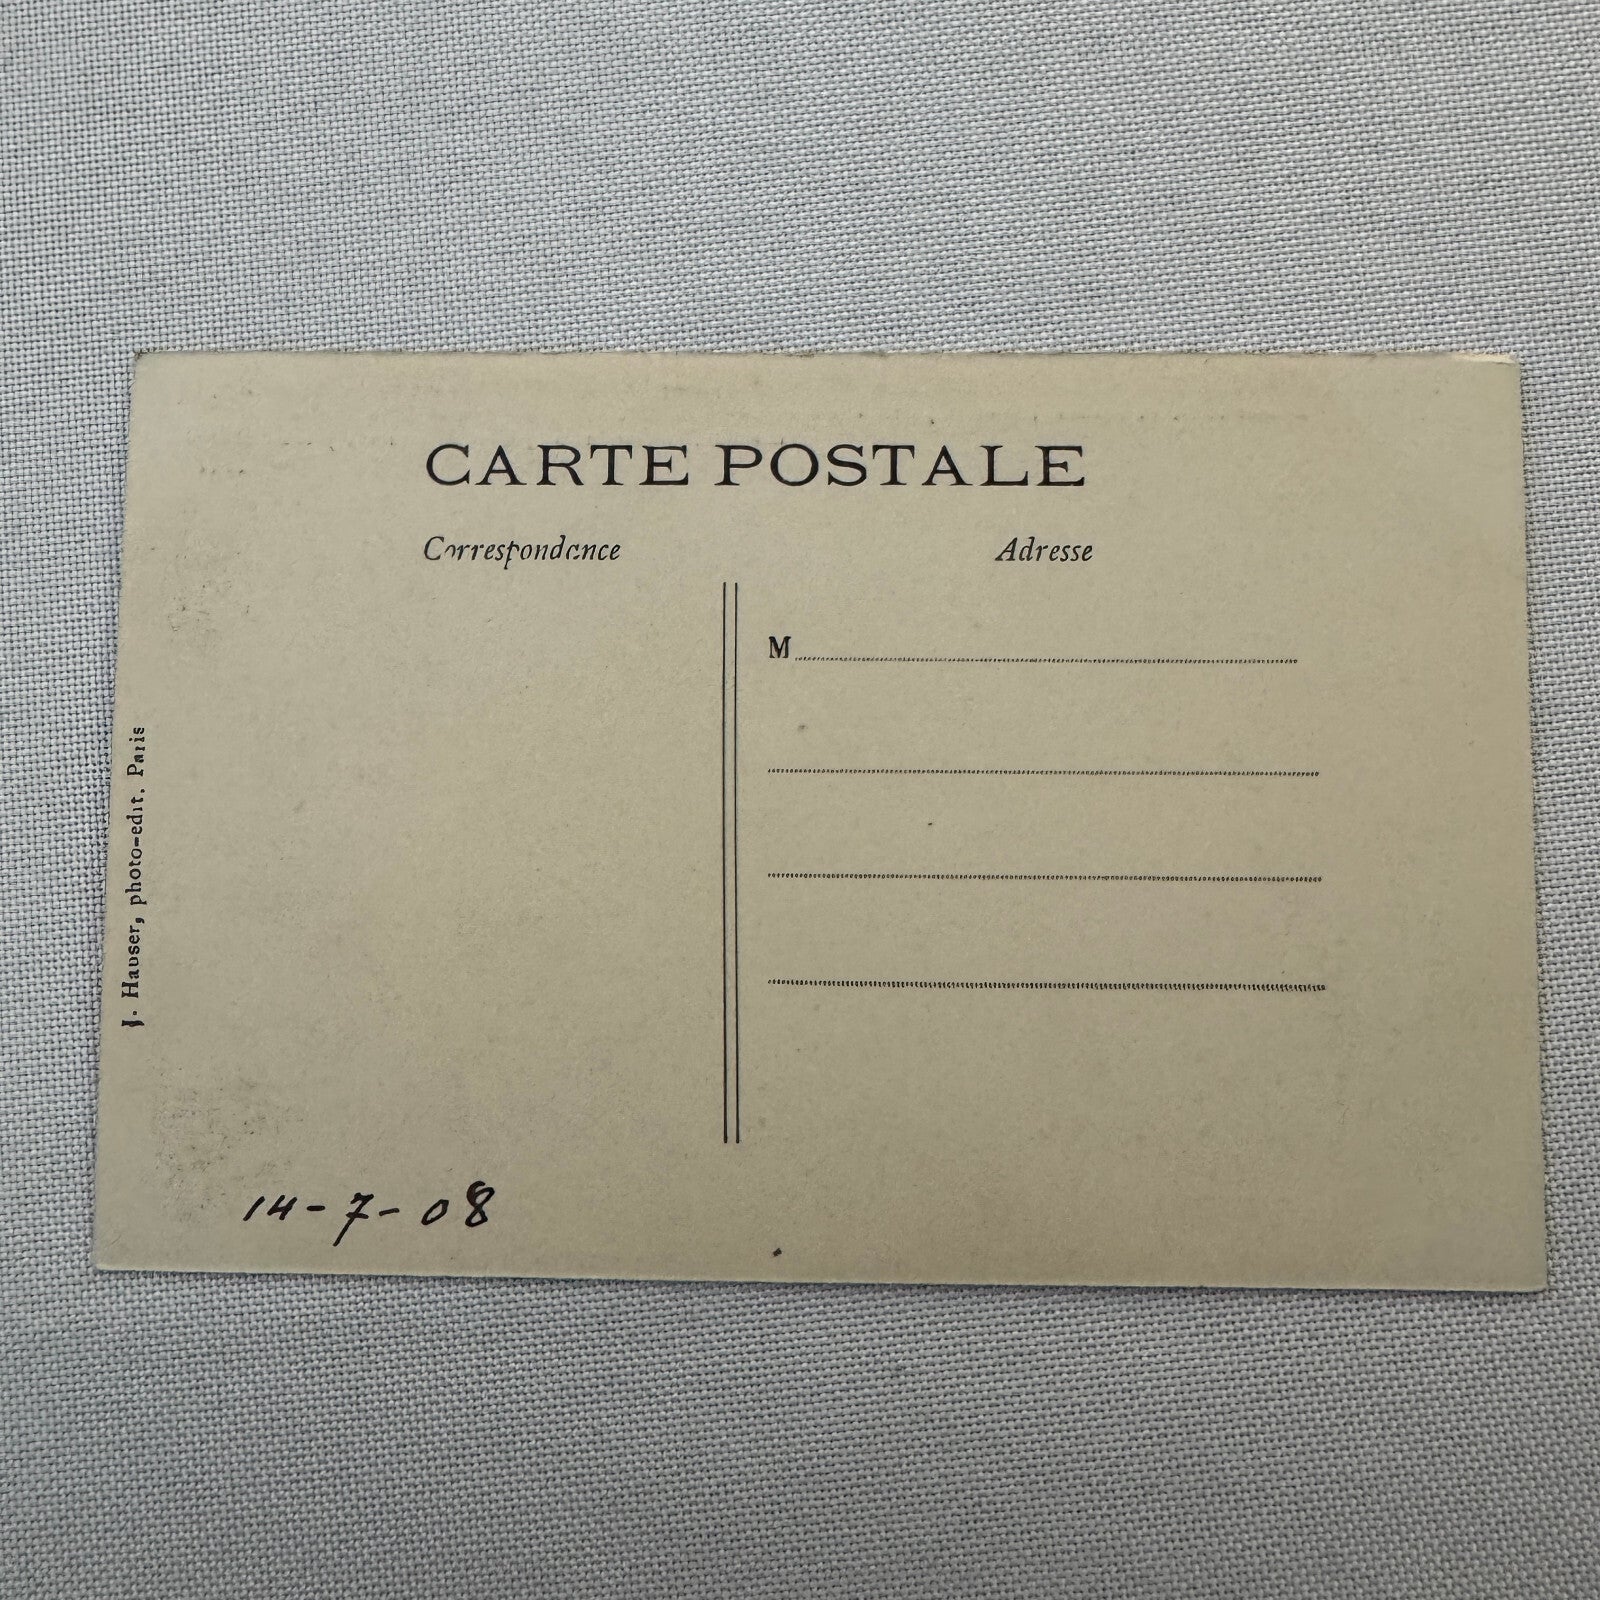 CARTE POSTALE
Correspondance
Adresse
M
J. Hauser, photo-edit. Paris
14-7-08